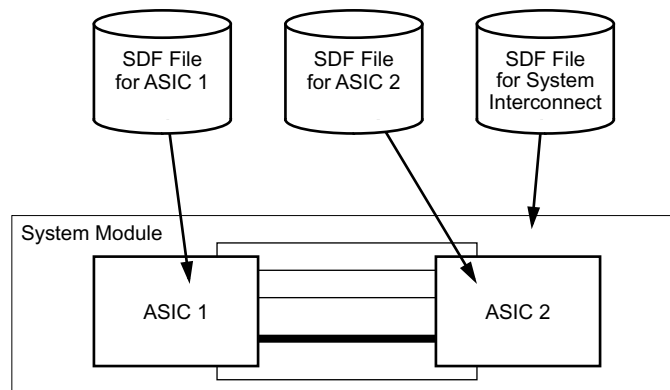 SDF File
for ASIC 1
SDF File
for ASIC 2
SDF File
for System
Interconnect
System Module
ASIC 1
ASIC 2